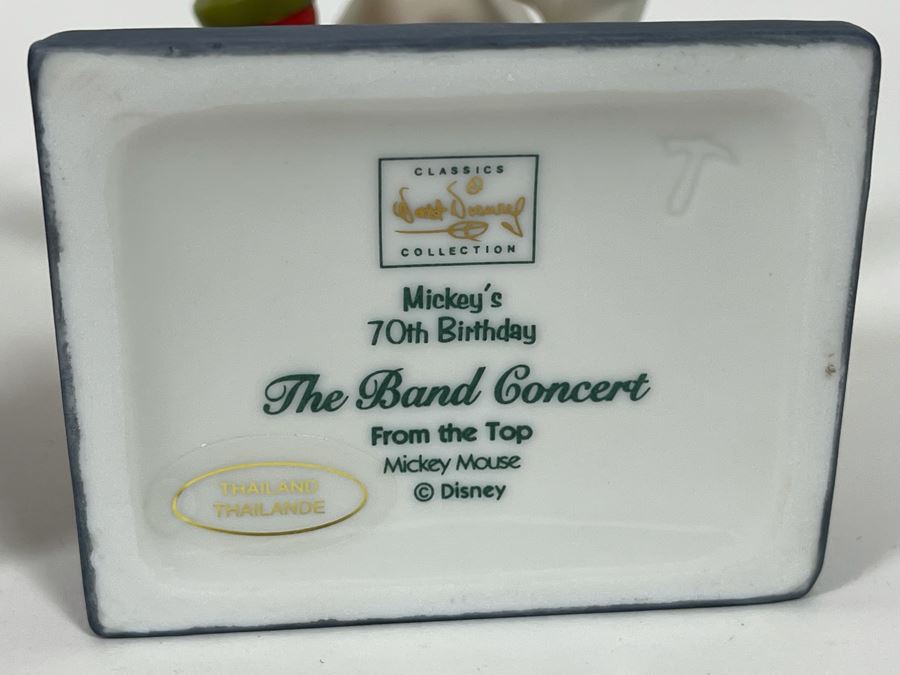 CLASSICS
Walt Disney
COLLECTION
Mickey's
70th Birthday
The Band Concert
From the Top
Mickey Mouse
© Disney
THAILAND
THAILANDE